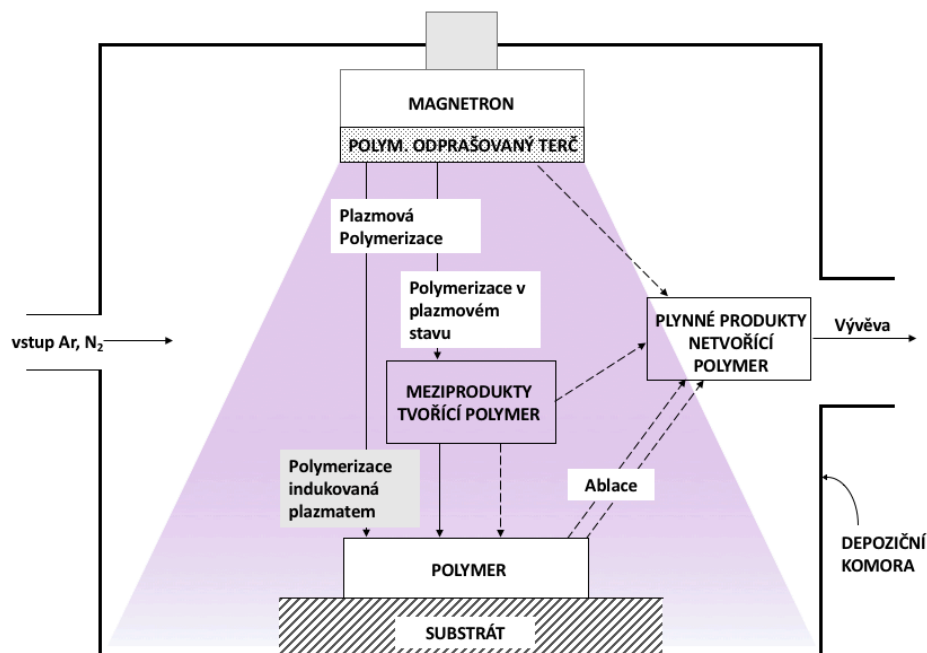 MAGNETRON
POLYM. ODPRAŠOVANÝ TERČ
Plazmová
Polymerizace
Polymerizace v
plazmovém
stavu
vstup Ar, N₂
PLYNNÉ PRODUKTY
NETVOŘÍCÍ
POLYMER
Vývěva
MEZIPRODUKTY
TVOŘÍCÍ POLYMER
Polymerizace
indukovaná
plazmatem
Ablace
DEPOZIČNÍ
KOMORA
POLYMER
SUBSTRÁT